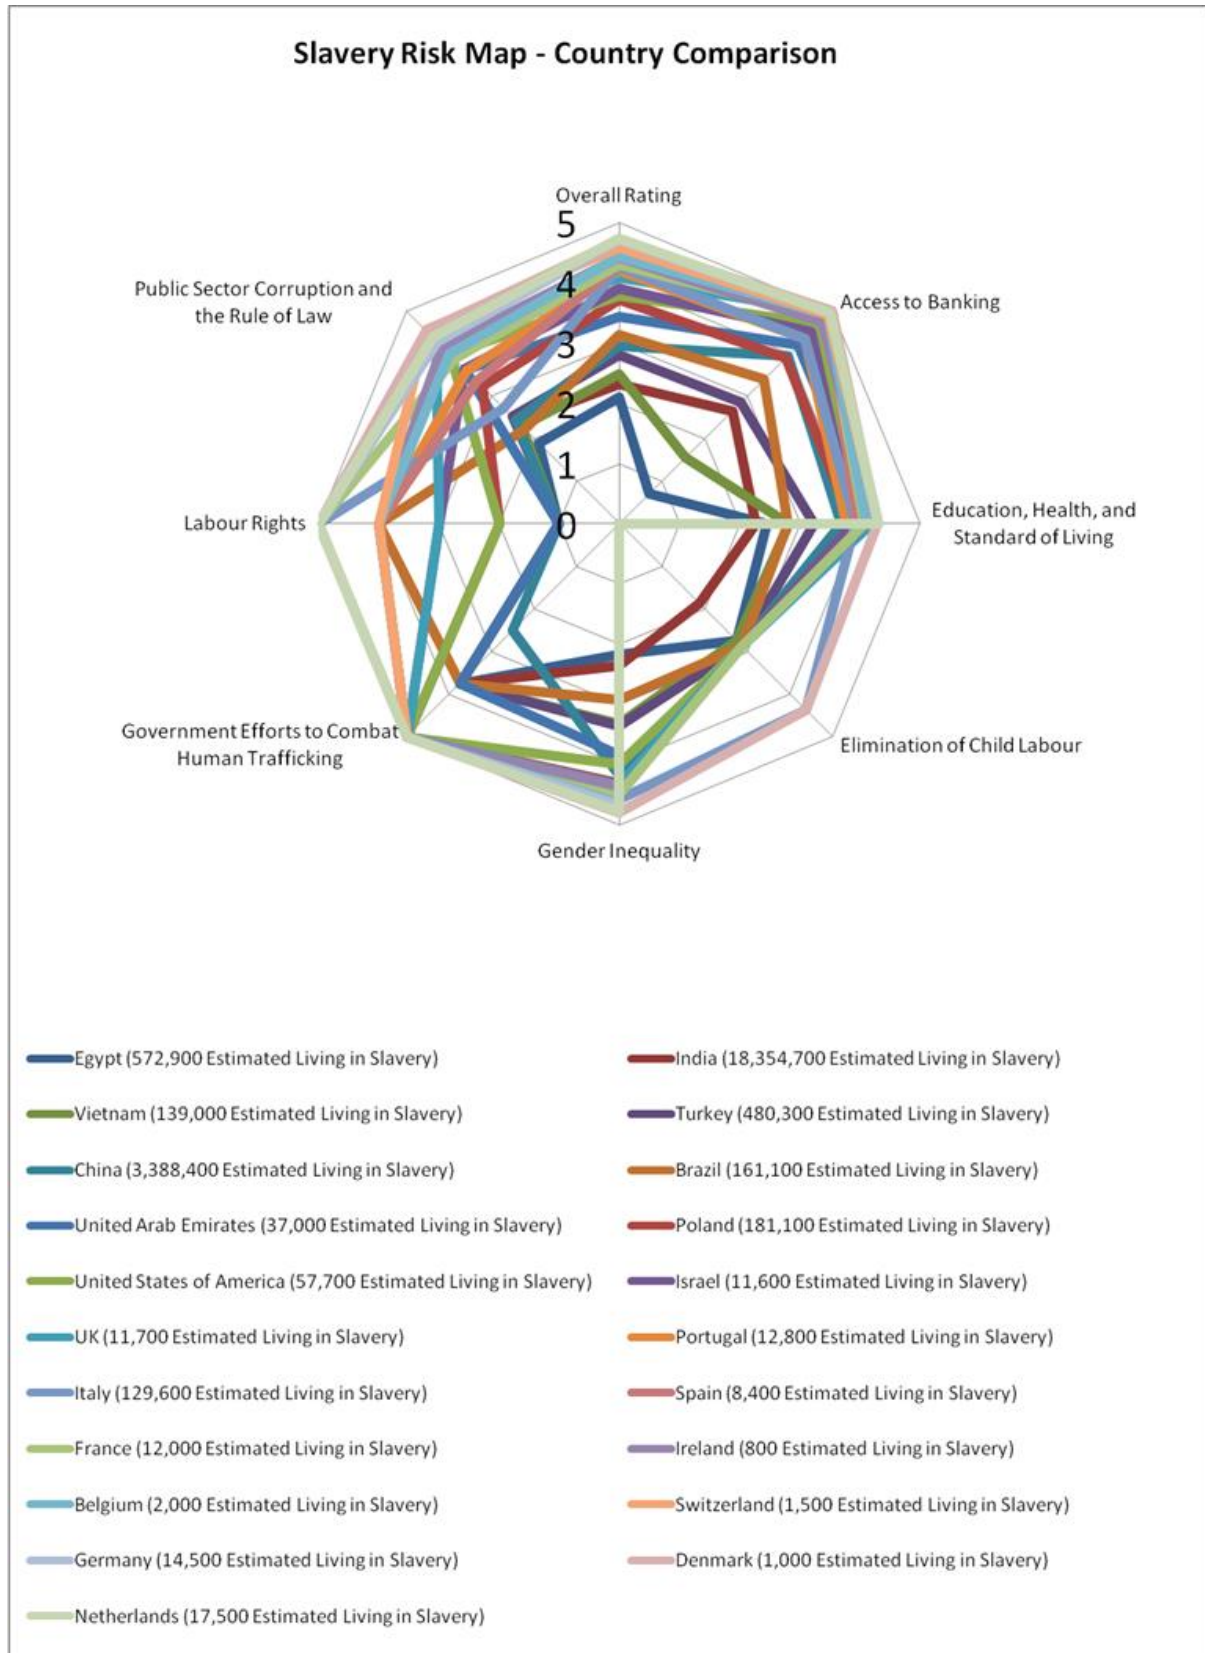 Slavery Risk Map - Country Comparison
Overall Rating
5
4
3
2
1
0
Public Sector Corruption and
the Rule of Law
Access to Banking
Labour Rights
Education, Health, and
Standard of Living
Government Efforts to Combat
Human Trafficking
Elimination of Child Labour
Gender Inequality
Egypt (572,900 Estimated Living in Slavery)
India (18,354,700 Estimated Living in Slavery)
Vietnam (139,000 Estimated Living in Slavery)
Turkey (480,300 Estimated Living in Slavery)
China (3,388,400 Estimated Living in Slavery)
Brazil (161,100 Estimated Living in Slavery)
United Arab Emirates (37,000 Estimated Living in Slavery)
Poland (181,100 Estimated Living in Slavery)
United States of America (57,700 Estimated Living in Slavery)
Israel (11,600 Estimated Living in Slavery)
UK (11,700 Estimated Living in Slavery)
Portugal (12,800 Estimated Living in Slavery)
Italy (129,600 Estimated Living in Slavery)
Spain (8,400 Estimated Living in Slavery)
France (12,000 Estimated Living in Slavery)
Ireland (800 Estimated Living in Slavery)
Belgium (2,000 Estimated Living in Slavery)
Switzerland (1,500 Estimated Living in Slavery)
Germany (14,500 Estimated Living in Slavery)
Denmark (1,000 Estimated Living in Slavery)
Netherlands (17,500 Estimated Living in Slavery)